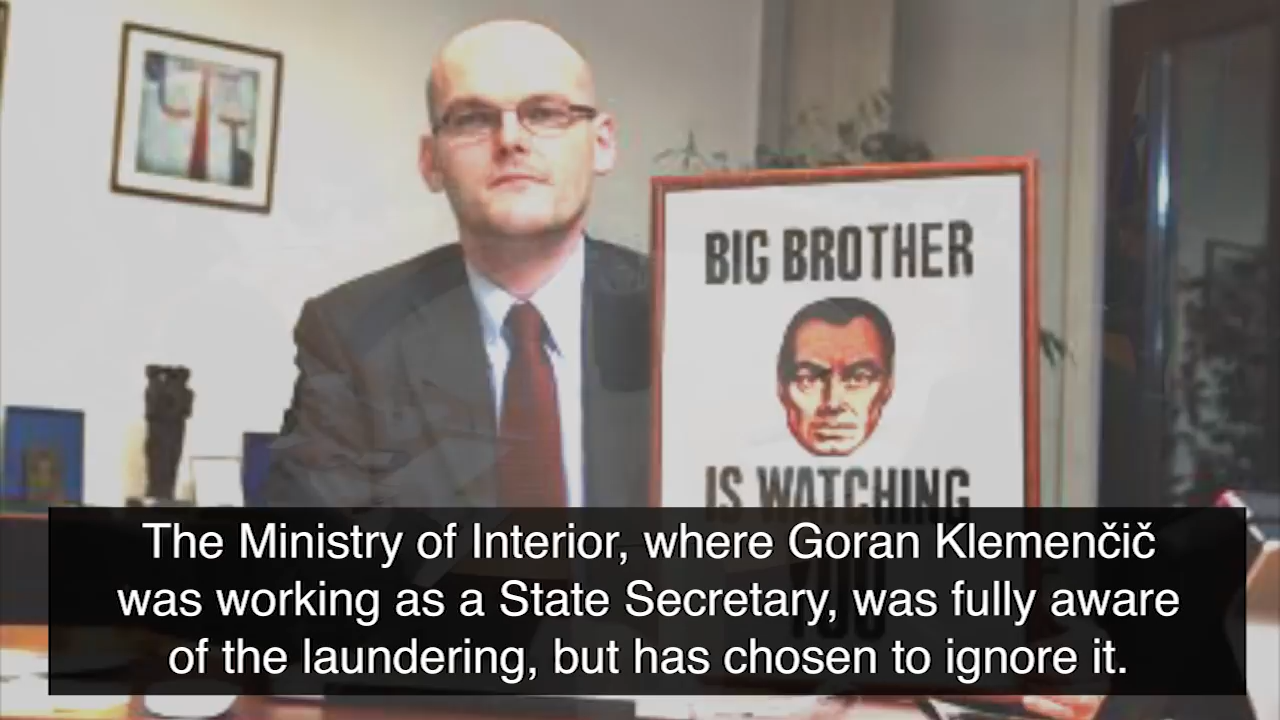 BIG BROTHER
IS WATCHING
YOU
The Ministry of Interior, where Goran Klemenčič
was working as a State Secretary, was fully aware
of the laundering, but has chosen to ignore it.